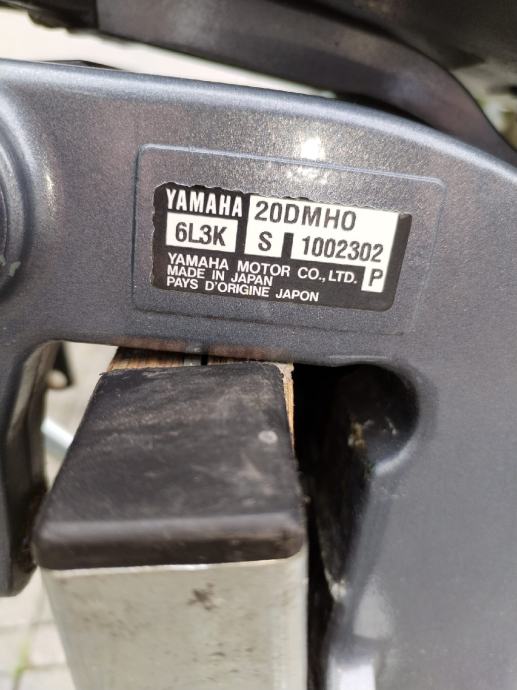 YAMAHA 20DMHO
6L3K S 1002302
YAMAHA MOTOR CO., LTD. P
MADE IN JAPAN
PAYS D'ORIGINE JAPON